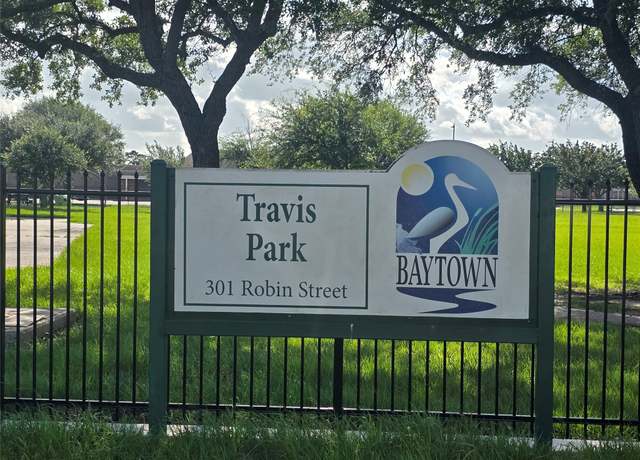 Travis
Park
301 Robin Street
BAYTOWN